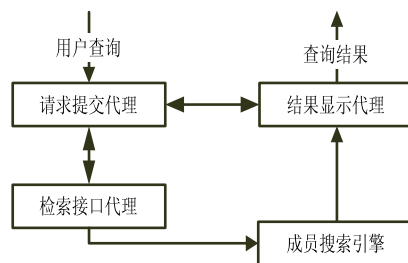 用户查询
查询结果
请求提交代理
结果显示代理
检索接口代理
成员搜索引擎